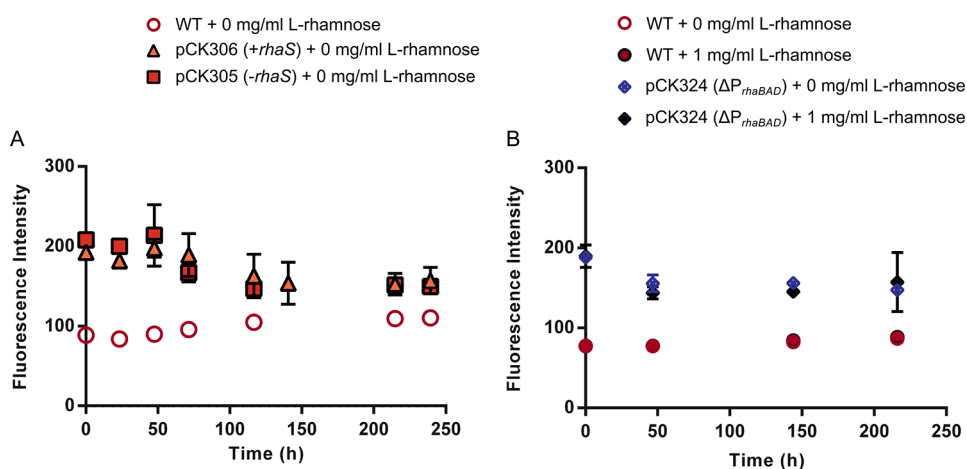 WT + 0 mg/ml L-rhamnose
pCK306 (+rhaS) + 0 mg/ml L-rhamnose
pCK305 (-rhaS) + 0 mg/ml L-rhamnose
WT + 0 mg/ml L-rhamnose
WT + 1 mg/ml L-rhamnose
pCK324 (ΔPrhaBAD) + 0 mg/ml L-rhamnose
pCK324 (ΔPrhaBAD) + 1 mg/ml L-rhamnose
A
Fluorescence Intensity
300
200
100
0
0 50 100 150 200 250
Time (h)
B
Fluorescence Intensity
300
200
100
0
0 50 100 150 200 250
Time (h)